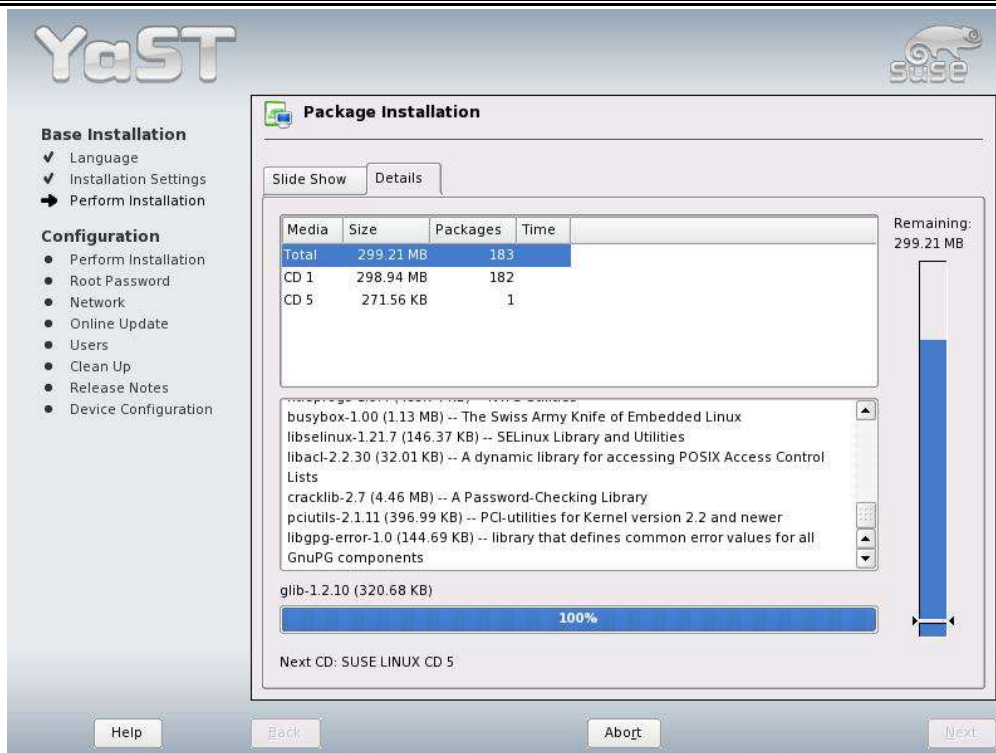 YaST
SUSE
Base Installation
Language
Installation Settings
Perform Installation
Configuration
Perform Installation
Root Password
Network
Online Update
Users
Clean Up
Release Notes
Device Configuration
Package Installation
Slide Show Details
Media Size Packages Time
Total 299.21 MB 183
CD 1 298.94 MB 182
CD 5 271.56 KB 1
Remaining:
299.21 MB
busybox-1.00 (1.13 MB) -- The Swiss Army Knife of Embedded Linux
libselinux-1.21.7 (146.37 KB) -- SELinux Library and Utilities
libacl-2.2.30 (32.01 KB) -- A dynamic library for accessing POSIX Access Control
Lists
cracklib-2.7 (4.46 MB) -- A Password-Checking Library
pciutils-2.1.11 (396.99 KB) -- PCI-utilities for Kernel version 2.2 and newer
libgpg-error-1.0 (144.69 KB) -- library that defines common error values for all
GnuPG components
glib-1.2.10 (320.68 KB)
100%
Next CD: SUSE LINUX CD 5
Help Back Abort Next